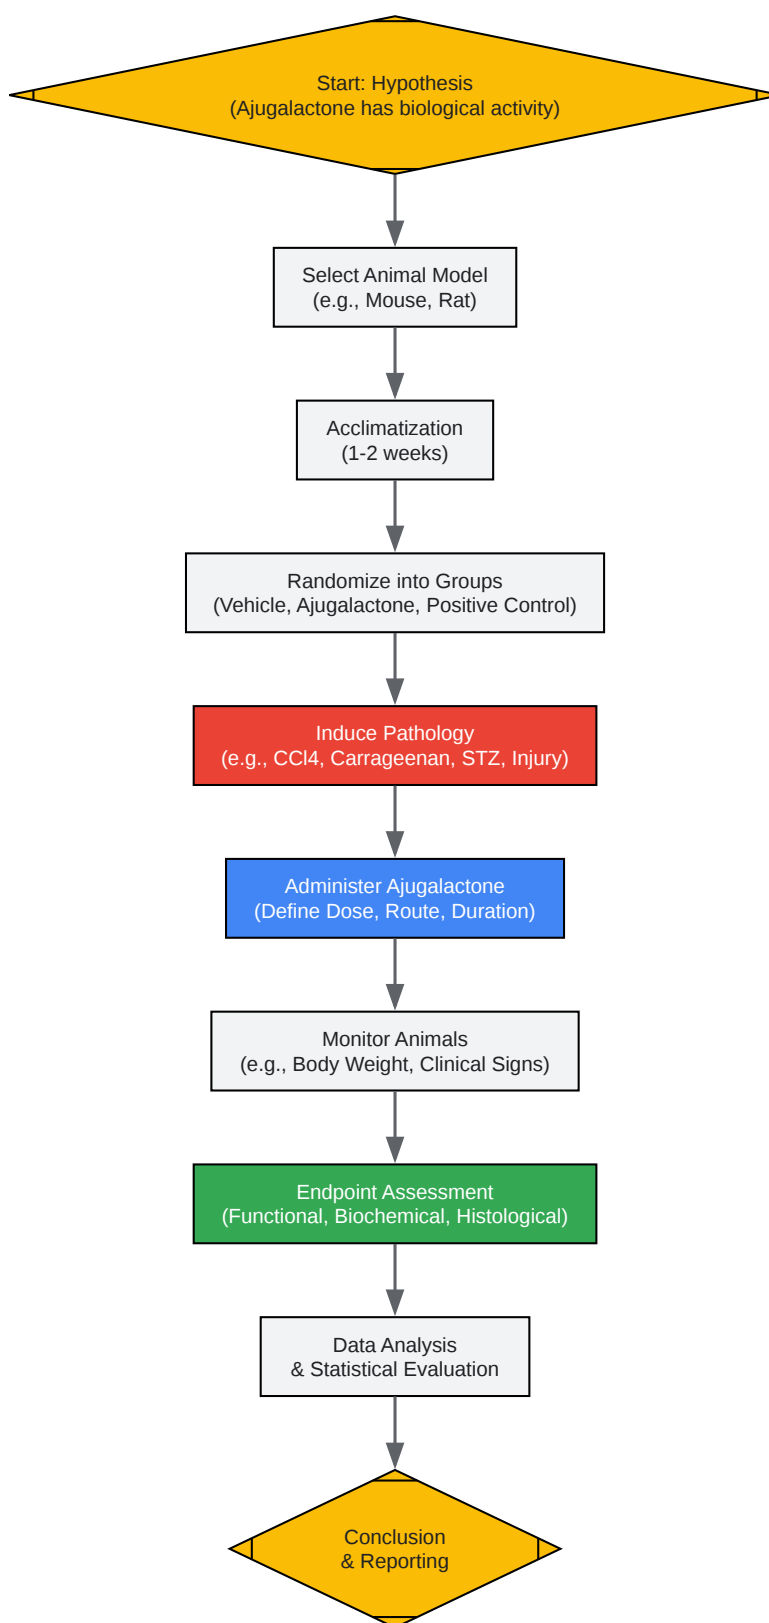 Start: Hypothesis
(Ajugalactone has biological activity)
Select Animal Model
(e.g., Mouse, Rat)
Acclimatization
(1-2 weeks)
Randomize into Groups
(Vehicle, Ajugalactone, Positive Control)
Induce Pathology
(e.g., CCl4, Carrageenan, STZ, Injury)
Administer Ajugalactone
(Define Dose, Route, Duration)
Monitor Animals
(e.g., Body Weight, Clinical Signs)
Endpoint Assessment
(Functional, Biochemical, Histological)
Data Analysis
& Statistical Evaluation
Conclusion
& Reporting